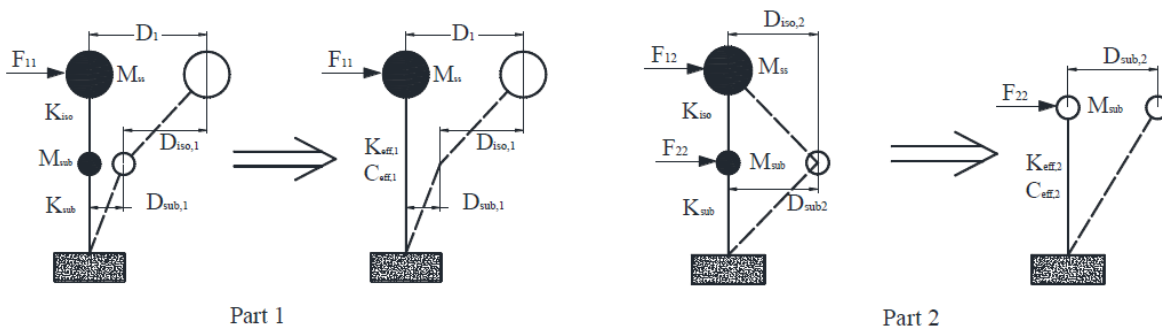 D₁
F₁₁
Mss
Kiso
Diso,1
Msub
Ksub
Dsub,1
D₁
F₁₁
Mss
Diso,1
Keff,1
Ceff,1
Dsub,1
Part 1
Diso,2
F₁₂
Mss
Kiso
F₂₂
Msub
Ksub
Dsub2
Dsub,2
F₂₂
Msub
Keff,2
Ceff,2
Part 2